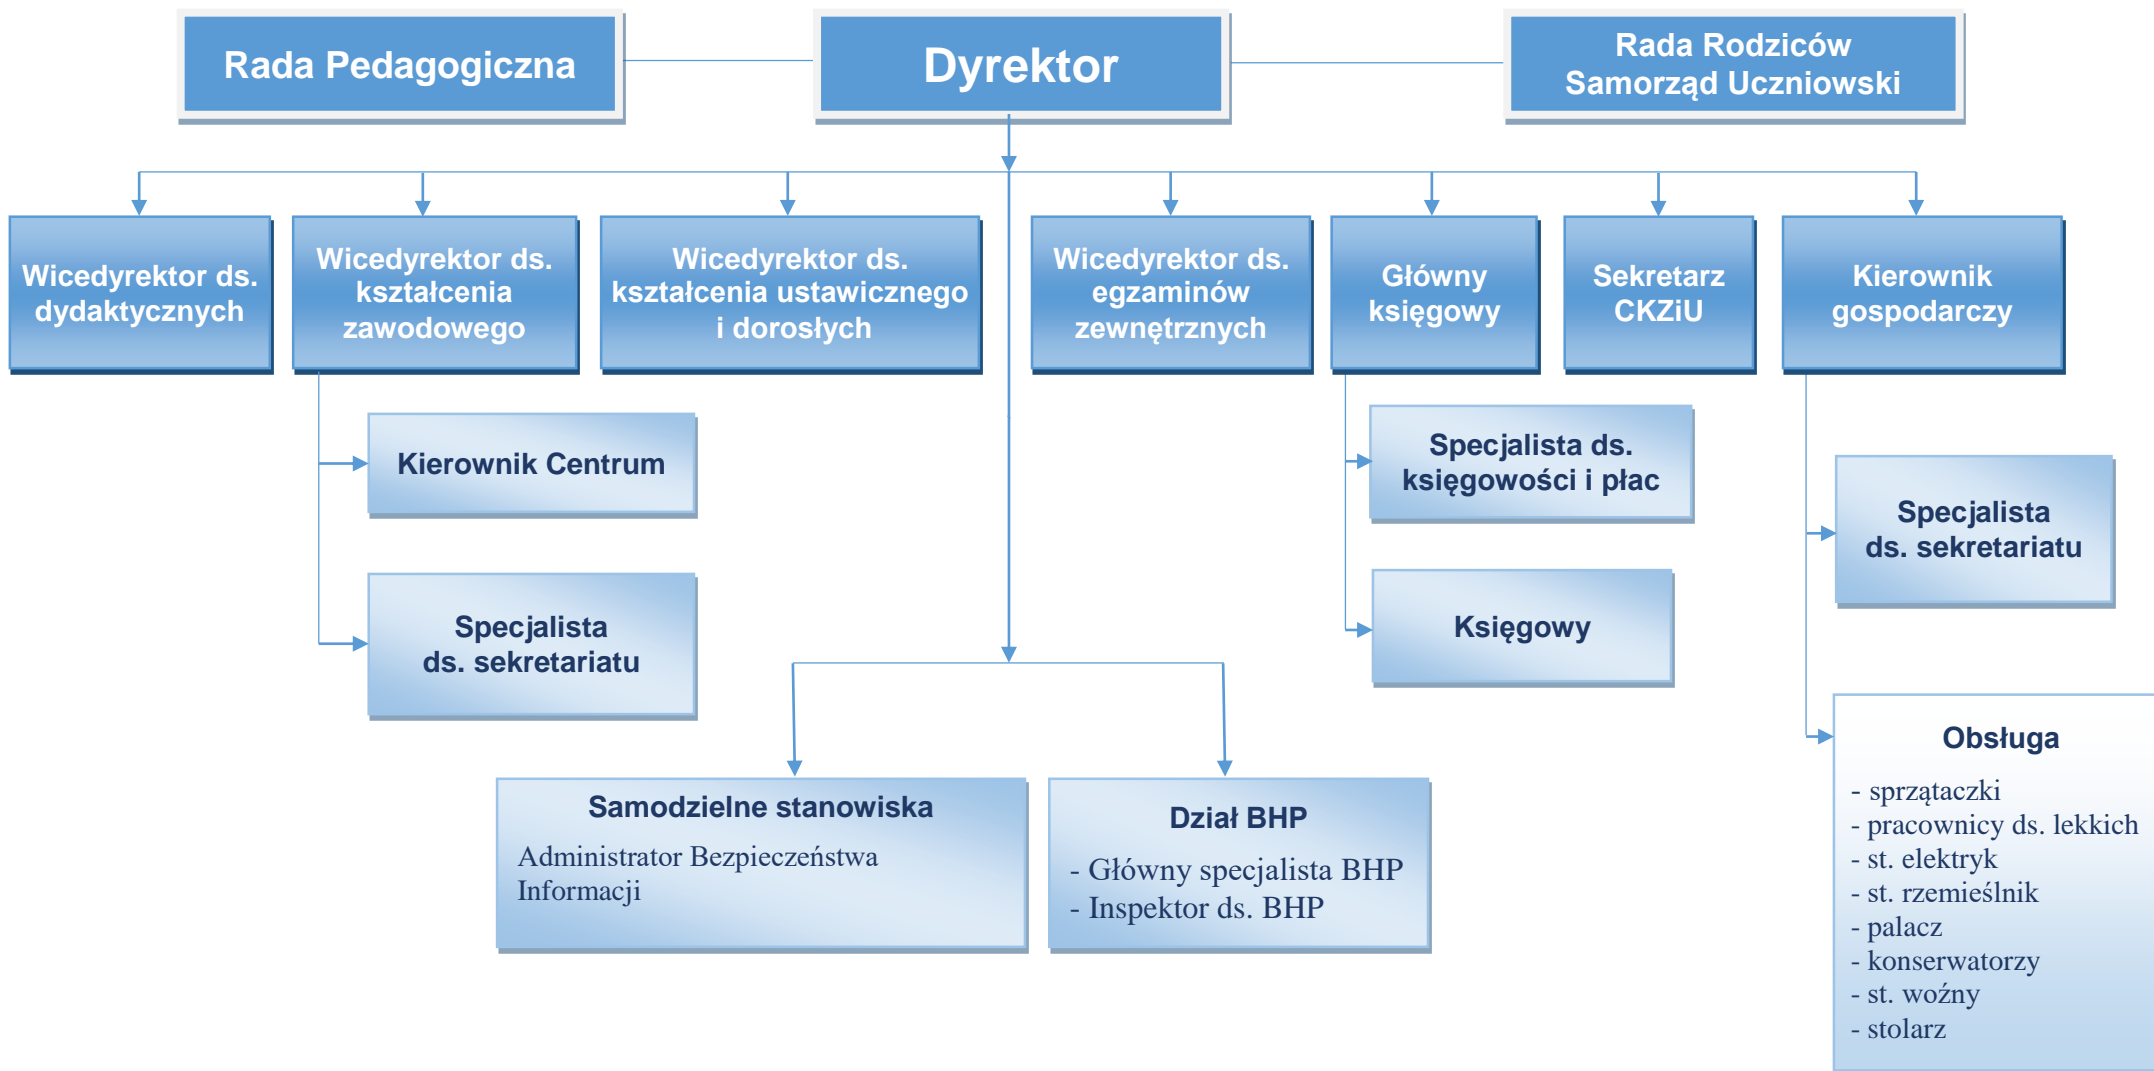 Rada Pedagogiczna
Dyrektor
Rada Rodziców
Samorząd Uczniowski
Wicedyrektor ds.
dydaktycznych
Wicedyrektor ds.
kształcenia
zawodowego
Wicedyrektor ds.
kształcenia ustawicznego
i dorosłych
Wicedyrektor ds.
egzaminów
zewnętrznych
Główny
księgowy
Sekretarz
CKZiU
Kierownik
gospodarczy
Kierownik Centrum
Specjalista
ds. sekretariatu
Specjalista ds.
księgowości i płac
Księgowy
Specjalista
ds. sekretariatu
Samodzielne stanowiska
Administrator Bezpieczeństwa
Informacji
Dział BHP
- Główny specjalista BHP
- Inspektor ds. BHP
Obsługa
- sprzątaczki
- pracownicy ds. lekkich
- st. elektryk
- st. rzemieślnik
- palacz
- konserwatorzy
- st. woźny
- stolarz